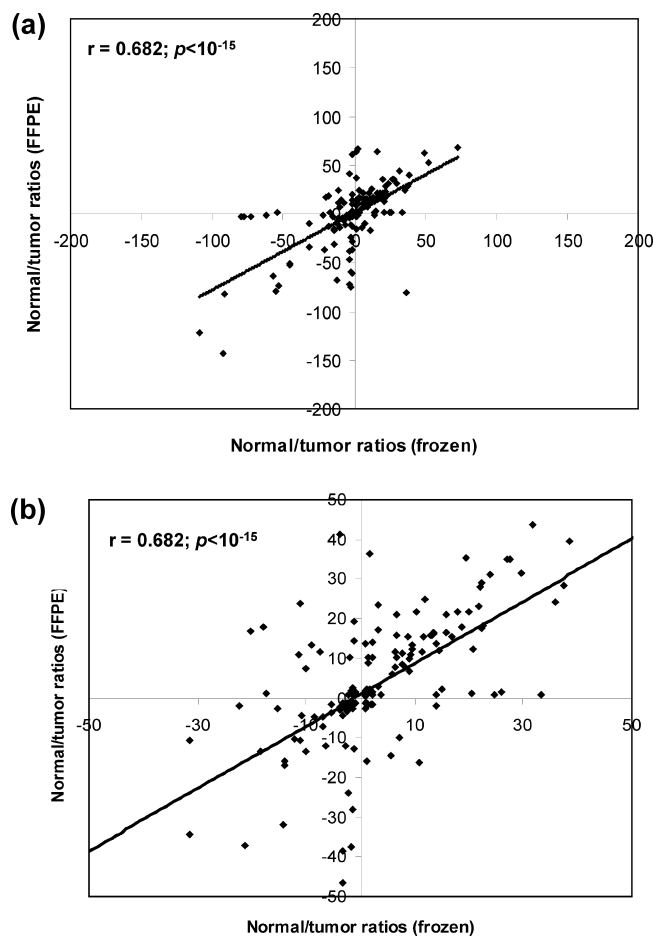 (a)
r = 0.682; p<10-15
200
150
100
50
0
-50
-100
-150
-200
-200 -150 -100 -50 0 50 100 150 200
Normal/tumor ratios (FFPE)
Normal/tumor ratios (frozen)
(b)
r = 0.682; p<10-15
50
40
30
20
10
0
-10
-20
-30
-40
-50
-50 -30 -10 10 30 50
Normal/tumor ratios (FFPE)
Normal/tumor ratios (frozen)